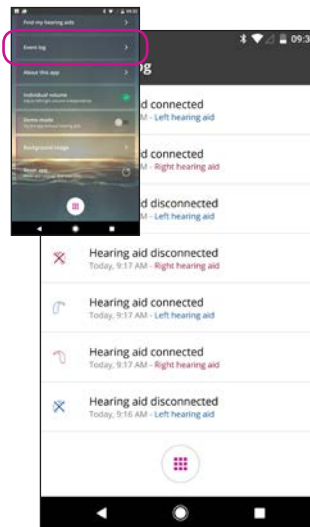 09:3
Find my hearing aids
Event log
About this app
Individual volume
Demo mode
Background image
Reset app
09:3
og
id connected
M - Left hearing aid
id connected
M - Right hearing aid
id disconnected
M - Left hearing aid
Hearing aid disconnected
Today, 9:17 AM - Right hearing aid
Hearing aid connected
Today, 9:17 AM - Left hearing aid
Hearing aid connected
Today, 9:17 AM - Right hearing aid
Hearing aid disconnected
Today, 9:16 AM - Left hearing aid